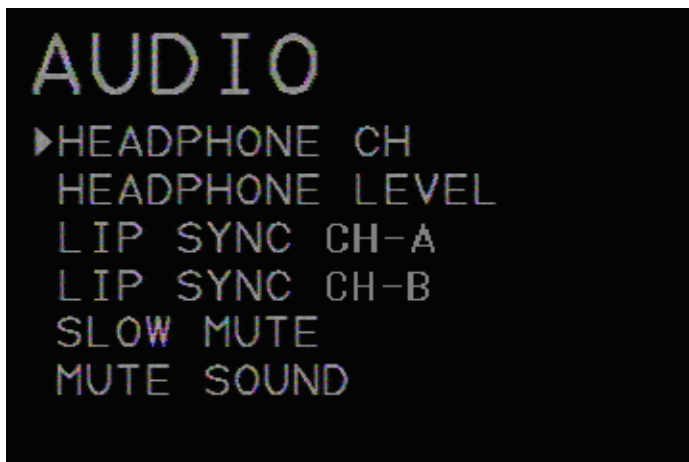 AUDIO
HEADPHONE CH
HEADPHONE LEVEL
LIP SYNC CH-A
LIP SYNC CH-B
SLOW MUTE
MUTE SOUND